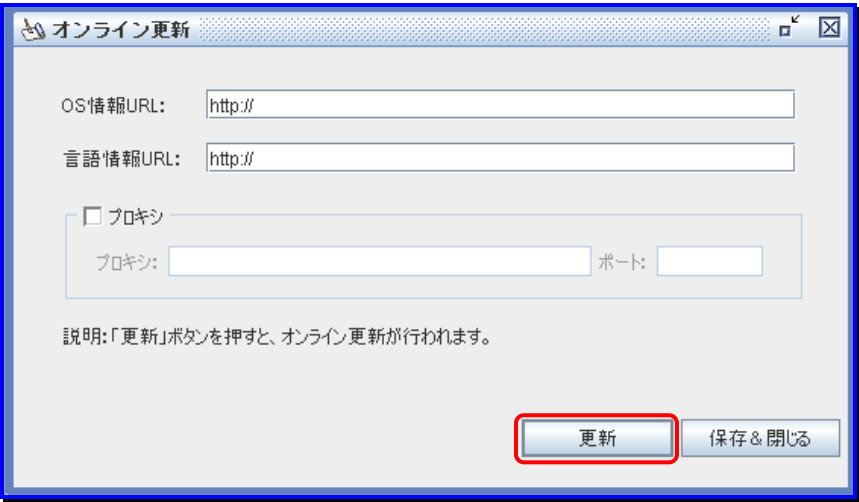 オンライン更新
OS情報URL: http://
言語情報URL: http://
プロキシ
プロキシ: ポート:
説明:「更新」ボタンを押すと、オンライン更新が行われます。
更新 保存&閉じる